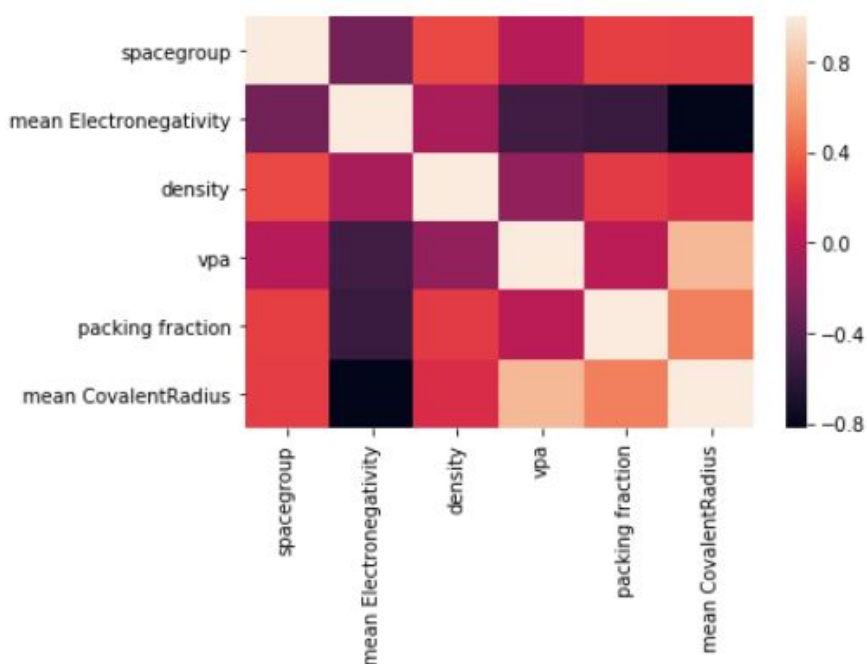 spacegroup
mean Electronegativity
density
vpa
packing fraction
mean CovalentRadius
0.8
0.4
0.0
−0.4
−0.8
spacegroup
mean Electronegativity
density
vpa
packing fraction
mean CovalentRadius